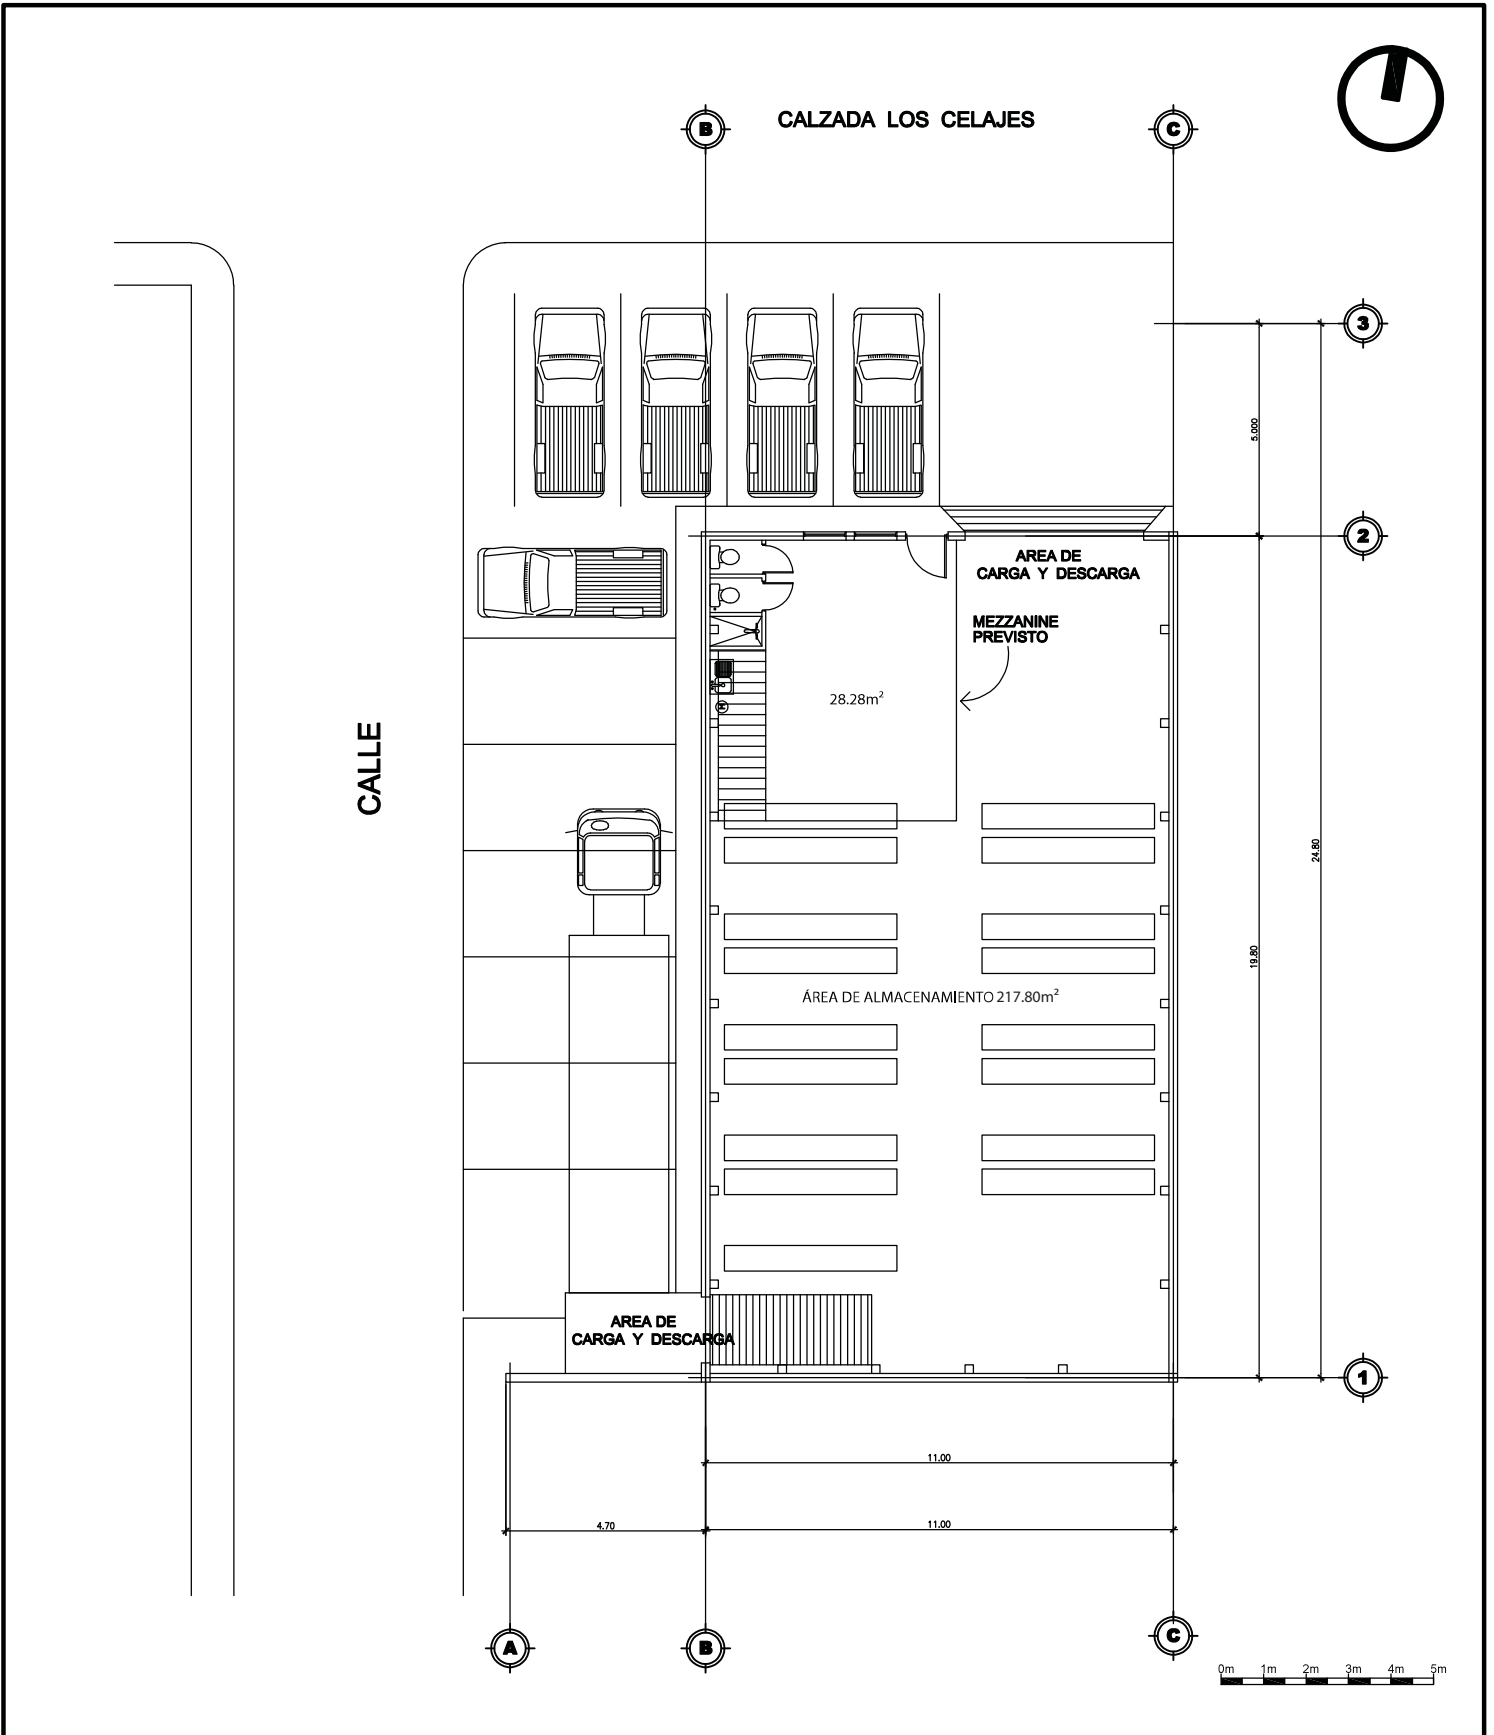 CALZADA LOS CELAJES
B
C
3
5.000
2
AREA DE
CARGA Y DESCARGA
MEZZANINE
PREVISTO
28.28m²
H
CALLE
24.80
19.80
ÁREA DE ALMACENAMIENTO 217.80m²
AREA DE
CARGA Y DESCARGA
1
11.00
4.70
11.00
A
B
C
0m 1m 2m 3m 4m 5m